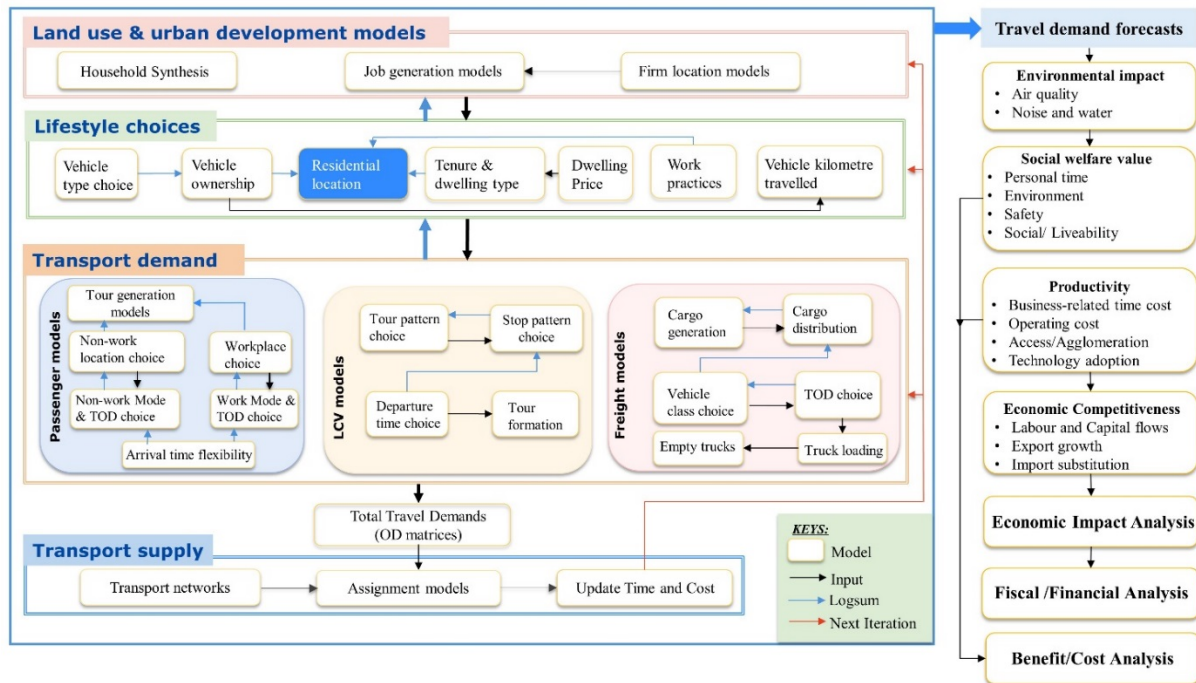 Land use & urban development models
Household Synthesis
Job generation models
Firm location models
Lifestyle choices
Vehicle
type choice
Vehicle
ownership
Residential
location
Tenure &
dwelling type
Dwelling
Price
Work
practices
Vehicle kilometre
travelled
Transport demand
Passenger models
Tour generation
models
Non-work
location choice
Workplace
choice
Non-work Mode
& TOD choice
Work Mode &
TOD choice
Arrival time flexibility
LCV models
Tour pattern
choice
Stop pattern
choice
Departure
time choice
Tour
formation
Freight models
Cargo
generation
Cargo
distribution
Vehicle
class choice
TOD choice
Empty trucks
Truck loading
Total Travel Demands
(OD matrices)
Transport supply
Transport networks
Assignment models
Update Time and Cost
KEYS:
Model
Input
Logsum
Next Iteration
Travel demand forecasts
Environmental impact
• Air quality
• Noise and water
Social welfare value
• Personal time
• Environment
• Safety
• Social/ Liveability
Productivity
• Business-related time cost
• Operating cost
• Access/Agglomeration
• Technology adoption
Economic Competitiveness
• Labour and Capital flows
• Export growth
• Import substitution
Economic Impact Analysis
Fiscal /Financial Analysis
Benefit/Cost Analysis